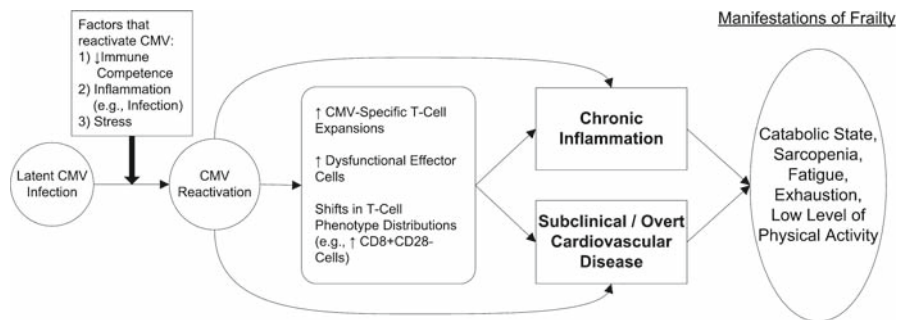 Manifestations of Frailty
Factors that
reactivate CMV:
1) ↓Immune
Competence
2) Inflammation
(e.g., Infection)
3) Stress
Latent CMV
Infection
CMV
Reactivation
↑ CMV-Specific T-Cell
Expansions
↑ Dysfunctional Effector
Cells
Shifts in T-Cell
Phenotype Distributions
(e.g., ↑ CD8+CD28-
Cells)
Chronic
Inflammation
Subclinical / Overt
Cardiovascular
Disease
Catabolic State,
Sarcopenia,
Fatigue,
Exhaustion,
Low Level of
Physical Activity